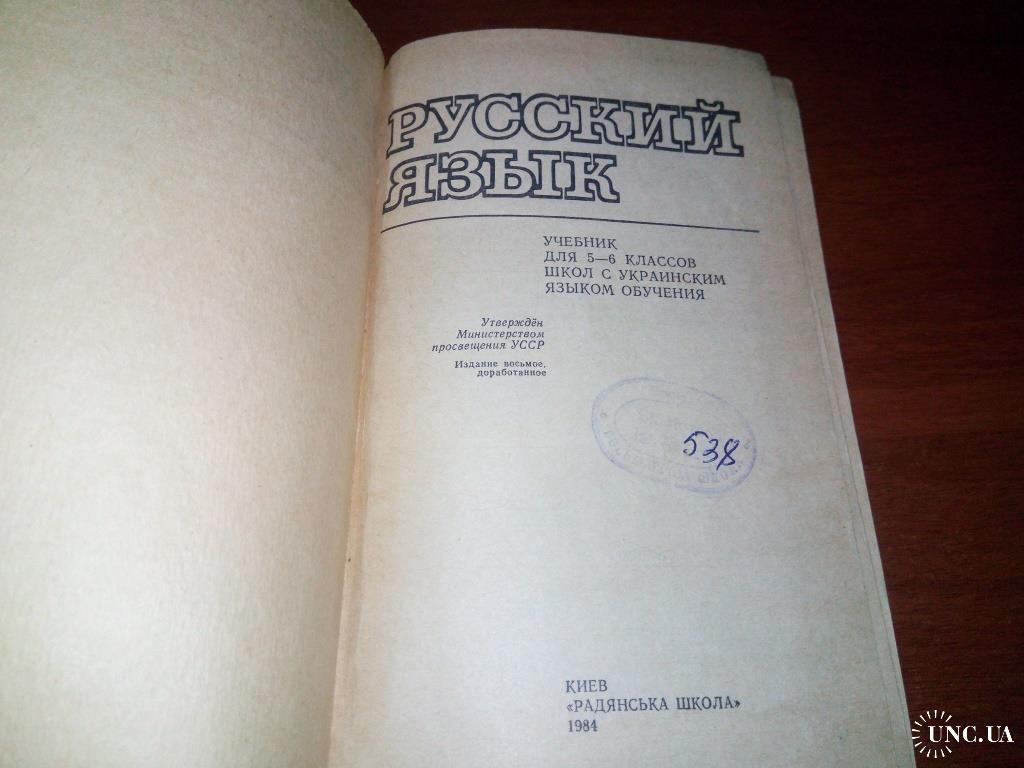 РУССКИЙ
ЯЗЫК
УЧЕБНИК
ДЛЯ 5—6 КЛАССОВ
ШКОЛ С УКРАИНСКИМ
ЯЗЫКОМ ОБУЧЕНИЯ
Утверждён
Министерством
просвещения УССР
Издание восьмое,
доработанное
538
КИЕВ
«РАДЯНСЬКА ШКОЛА»
1984
UNC.UA